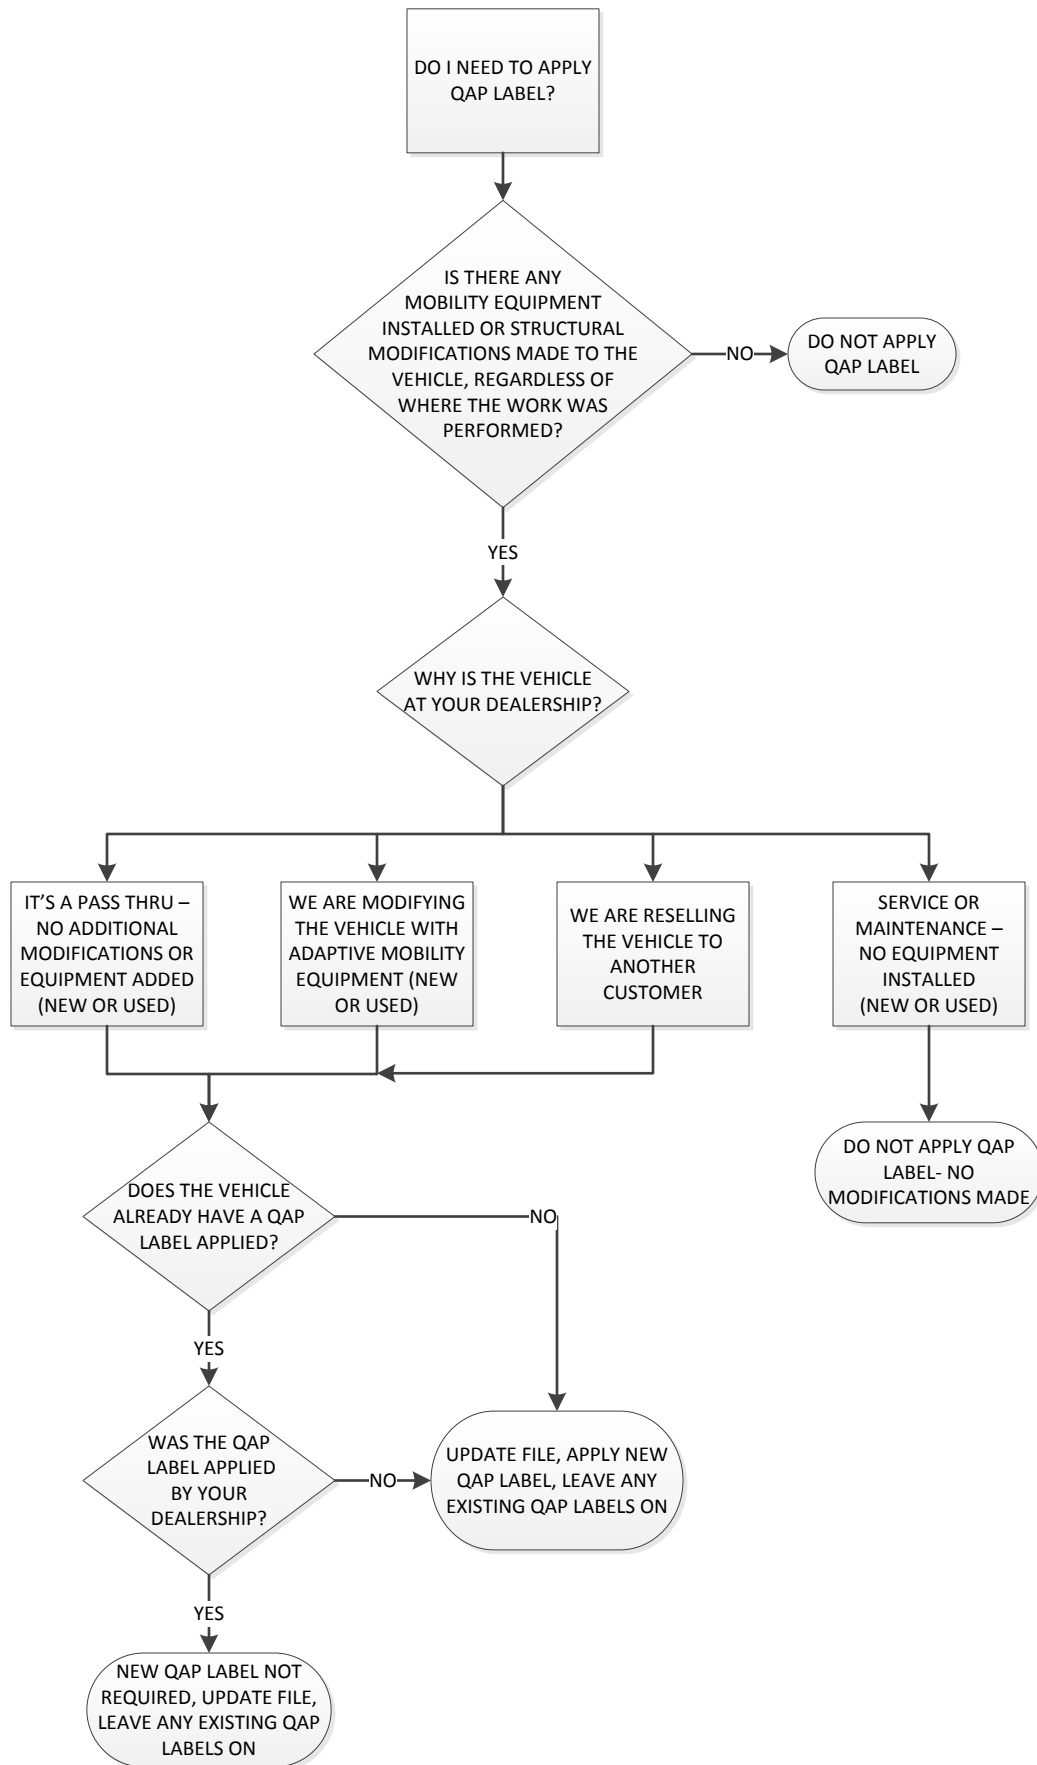 DO I NEED TO APPLY
QAP LABEL?
IS THERE ANY
MOBILITY EQUIPMENT
INSTALLED OR STRUCTURAL
MODIFICATIONS MADE TO THE
VEHICLE, REGARDLESS OF
WHERE THE WORK WAS
PERFORMED?
NO
DO NOT APPLY
QAP LABEL
YES
WHY IS THE VEHICLE
AT YOUR DEALERSHIP?
IT'S A PASS THRU –
NO ADDITIONAL
MODIFICATIONS OR
EQUIPMENT ADDED
(NEW OR USED)
WE ARE MODIFYING
THE VEHICLE WITH
ADAPTIVE MOBILITY
EQUIPMENT (NEW
OR USED)
WE ARE RESELLING
THE VEHICLE TO
ANOTHER
CUSTOMER
SERVICE OR
MAINTENANCE –
NO EQUIPMENT
INSTALLED
(NEW OR USED)
DO NOT APPLY QAP
LABEL- NO
MODIFICATIONS MADE
DOES THE VEHICLE
ALREADY HAVE A QAP
LABEL APPLIED?
NO
YES
WAS THE QAP
LABEL APPLIED
BY YOUR
DEALERSHIP?
NO
UPDATE FILE, APPLY NEW
QAP LABEL, LEAVE ANY
EXISTING QAP LABELS ON
YES
NEW QAP LABEL NOT
REQUIRED, UPDATE FILE,
LEAVE ANY EXISTING QAP
LABELS ON